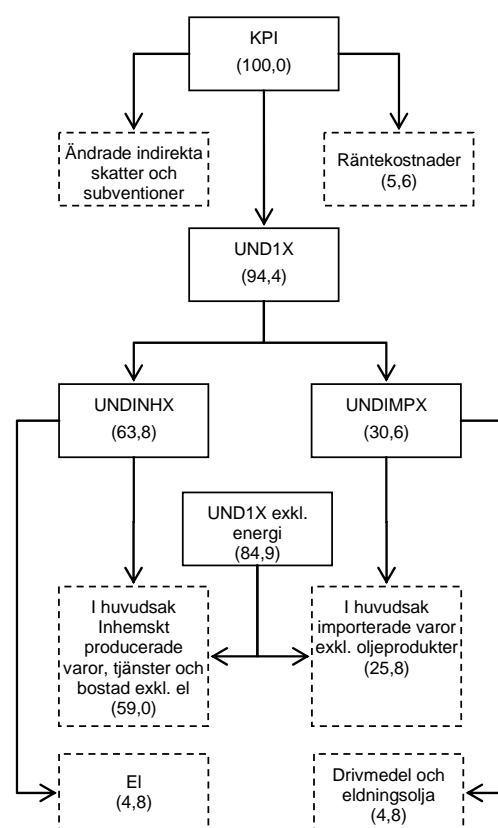 KPI
(100,0)
Ändrade indirekta
skatter och
subventioner
Räntekostnader
(5,6)
UND1X
(94,4)
UNDINHX
(63,8)
UNDIMPX
(30,6)
UND1X exkl.
energi
(84,9)
I huvudsak
Inhemskt
producerade
varor, tjänster och
bostad exkl. el
(59,0)
I huvudsak
importerade varor
exkl. oljeprodukter
(25,8)
El
(4,8)
Drivmedel och
eldningsolja
(4,8)